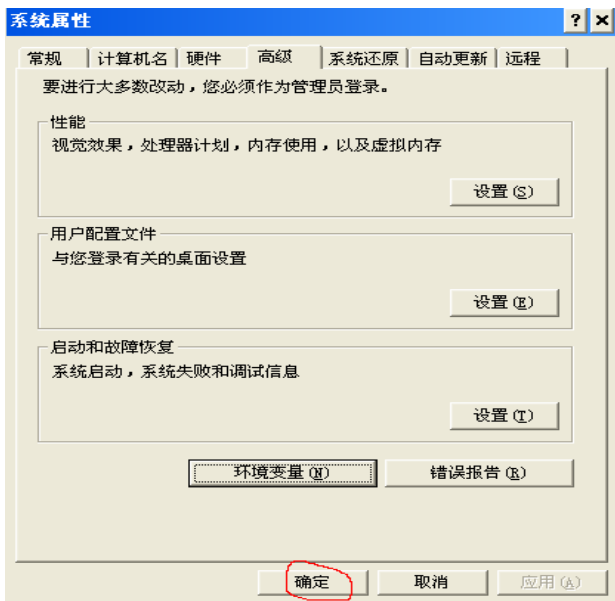 系统属性
常规 计算机名 硬件 高级 系统还原 自动更新 远程
要进行大多数改动，您必须作为管理员登录。
性能
视觉效果，处理器计划，内存使用，以及虚拟内存
设置(S)
用户配置文件
与您登录有关的桌面设置
设置(E)
启动和故障恢复
系统启动，系统失败和调试信息
设置(T)
环境变量(N) 错误报告(R)
确定 取消 应用(A)